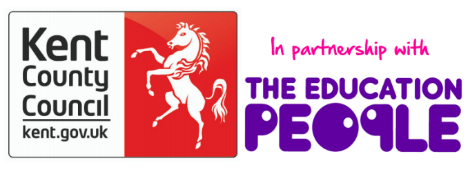 Kent
County
Council
kent.gov.uk
In partnership with
THE EDUCATION
PEOPLE